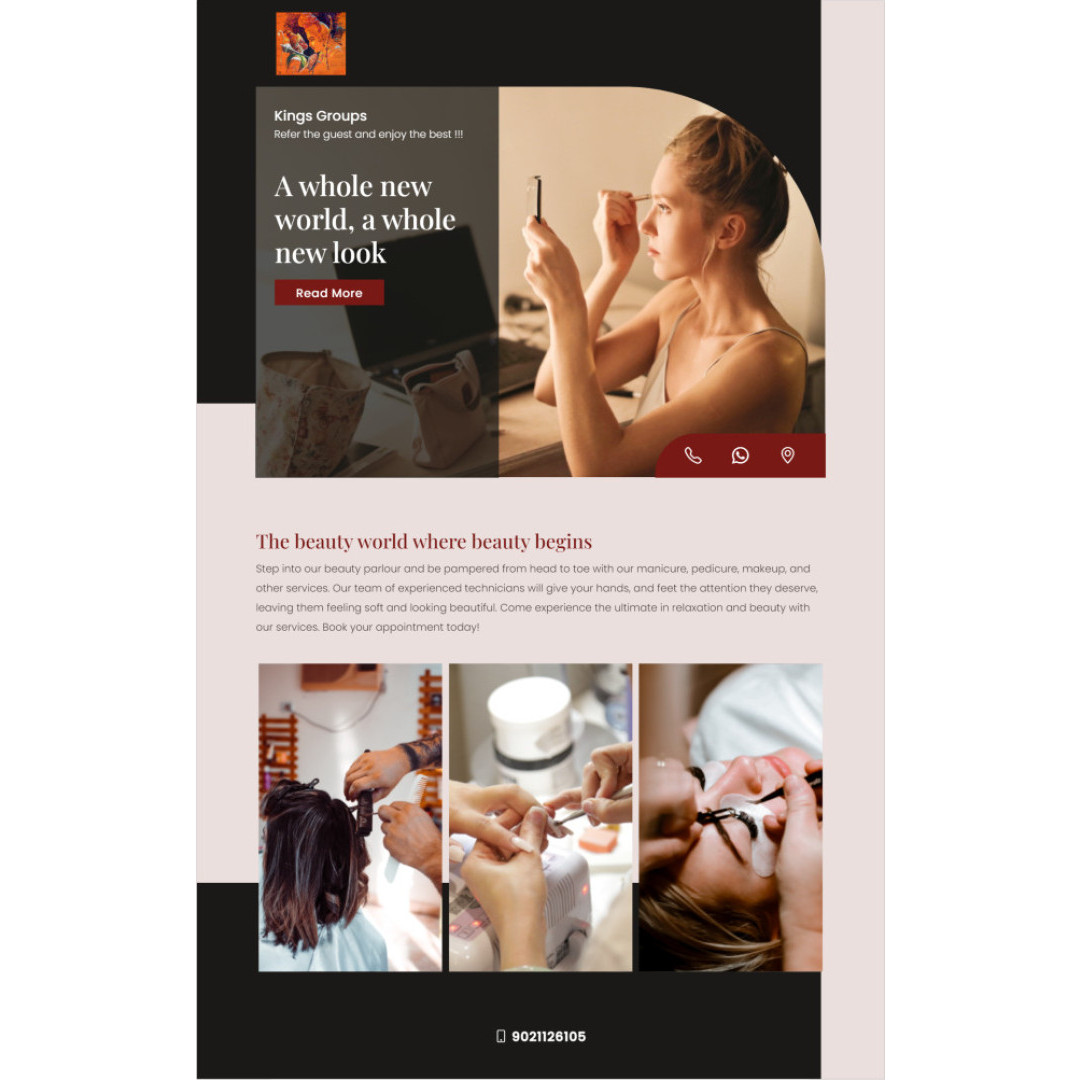 Kings Groups
Refer the guest and enjoy the best !!!
A whole new
world, a whole
new look
Read More
The beauty world where beauty begins
Step into our beauty parlour and be pampered from head to toe with our manicure, pedicure, makeup, and
other services. Our team of experienced technicians will give your hands, and feet the attention they deserve,
leaving them feeling soft and looking beautiful. Come experience the ultimate in relaxation and beauty with
our services. Book your appointment today!
9021126105